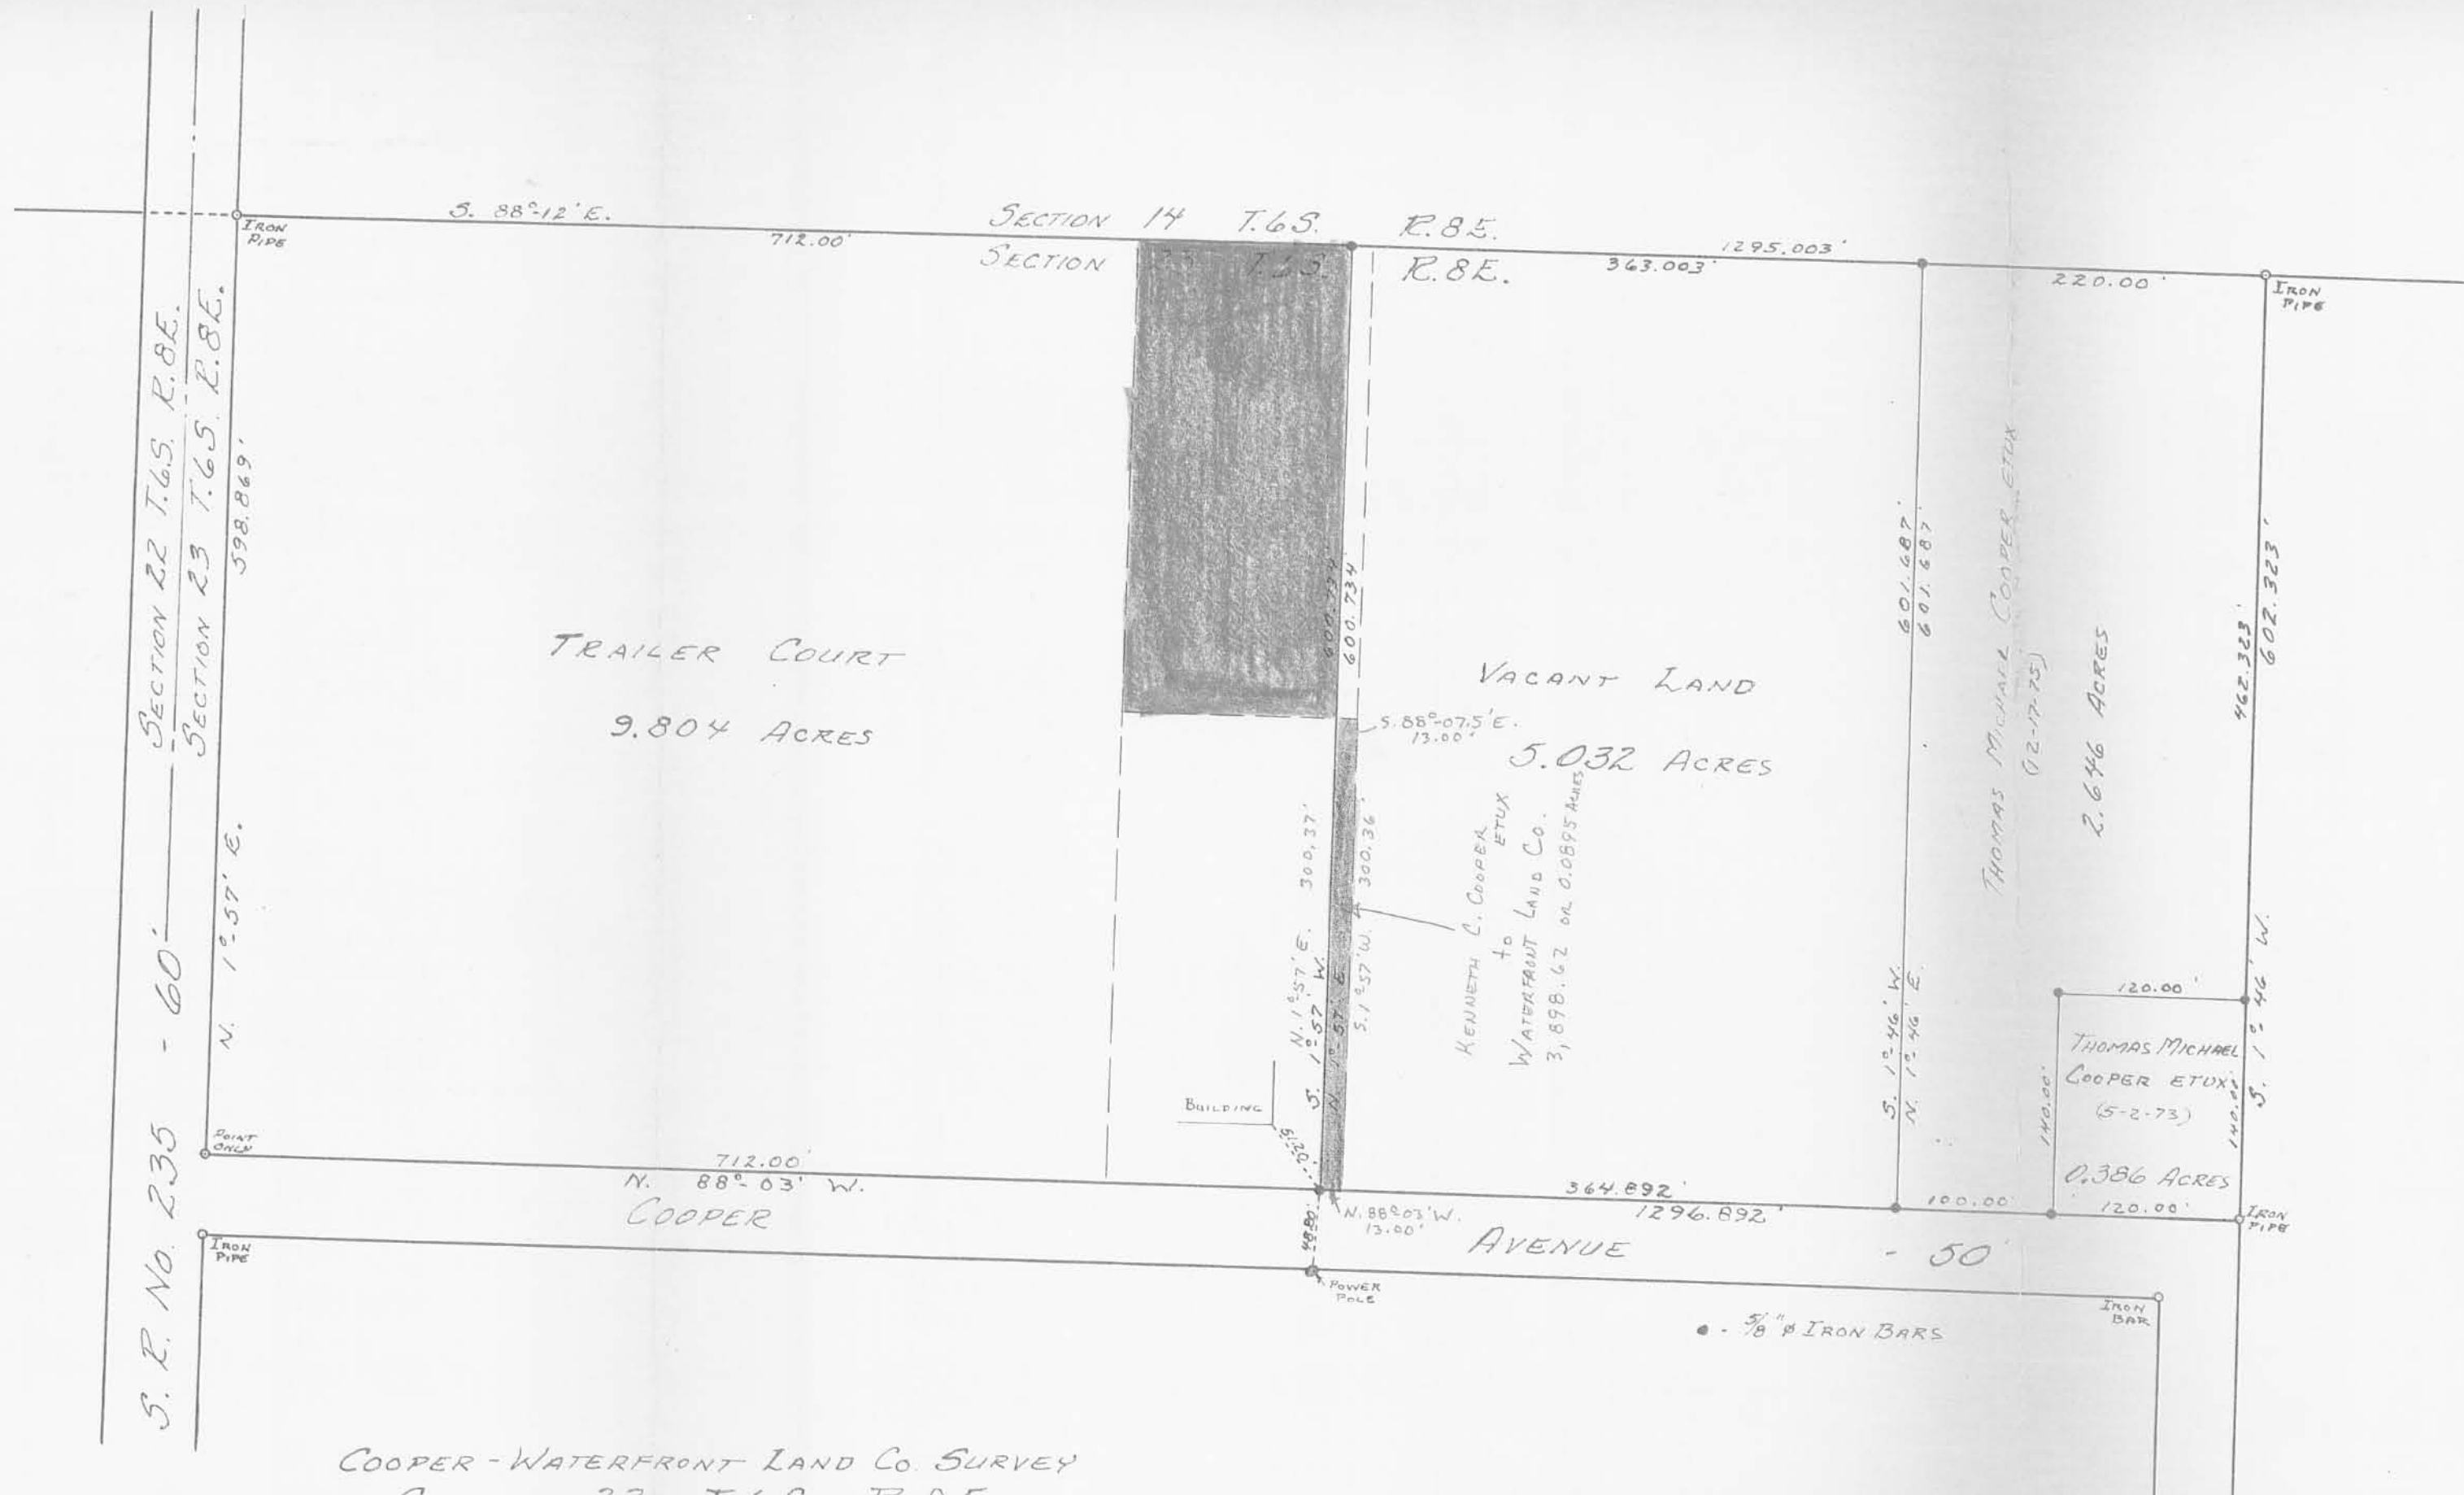 S. 88°-12' E.
712.00'
SECTION 14 T.6S. R.8E.
SECTION 23 T.6S. R.8E.
1295.003'
363.003'
220.00'
IRON PIPE
IRON PIPE
SECTION 22 T.6S. R.8E.
SECTION 23 T.6S. R.8E.
598.869'
N. 1°-57' E.
S. R. No. 235 - 60'
TRAILER COURT
9.804 ACRES
600.734'
600.734'
VACANT LAND
5.032 ACRES
S. 88°-07.5' E.
13.00'
N. 1°-57' E. 300.37'
S. 1°-57' W.
N. 1°-57' E.
S. 1°-57' W. 300.36'
KENNETH C. COOPER
ETUX
to
WATERFRONT LAND CO.
3,898.62 OR 0.0895 ACRES
601.687'
601.687'
S. 1°-46' W.
N. 1°-46' E.
THOMAS MICHAEL COOPER ETUX
(12-17-75)
2.646 ACRES
462.323'
602.323'
S. 1°-46' W.
120.00'
140.00'
140.00'
THOMAS MICHAEL
COOPER ETUX
(5-2-73)
0.386 ACRES
BUILDING
POINT ONLY
712.00'
N. 88°-03' W.
364.892'
1296.892'
100.00'
120.00'
IRON PIPE
N. 88°03' W.
13.00'
48.80'
COOPER AVENUE - 50'
IRON PIPE
POWER POLE
IRON BAR
• - 5/8" ø IRON BARS
COOPER - WATERFRONT LAND CO. SURVEY